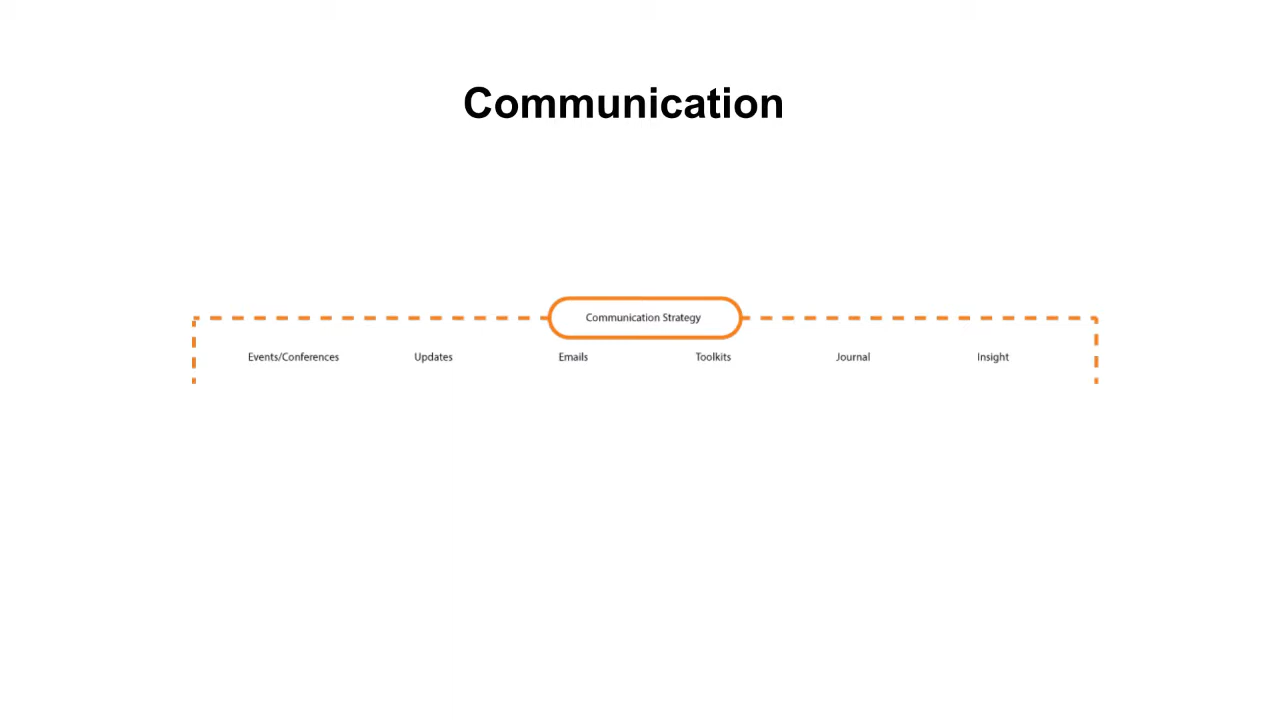 Communication
Communication Strategy
Events/Conferences Updates Emails Toolkits Journal Insight